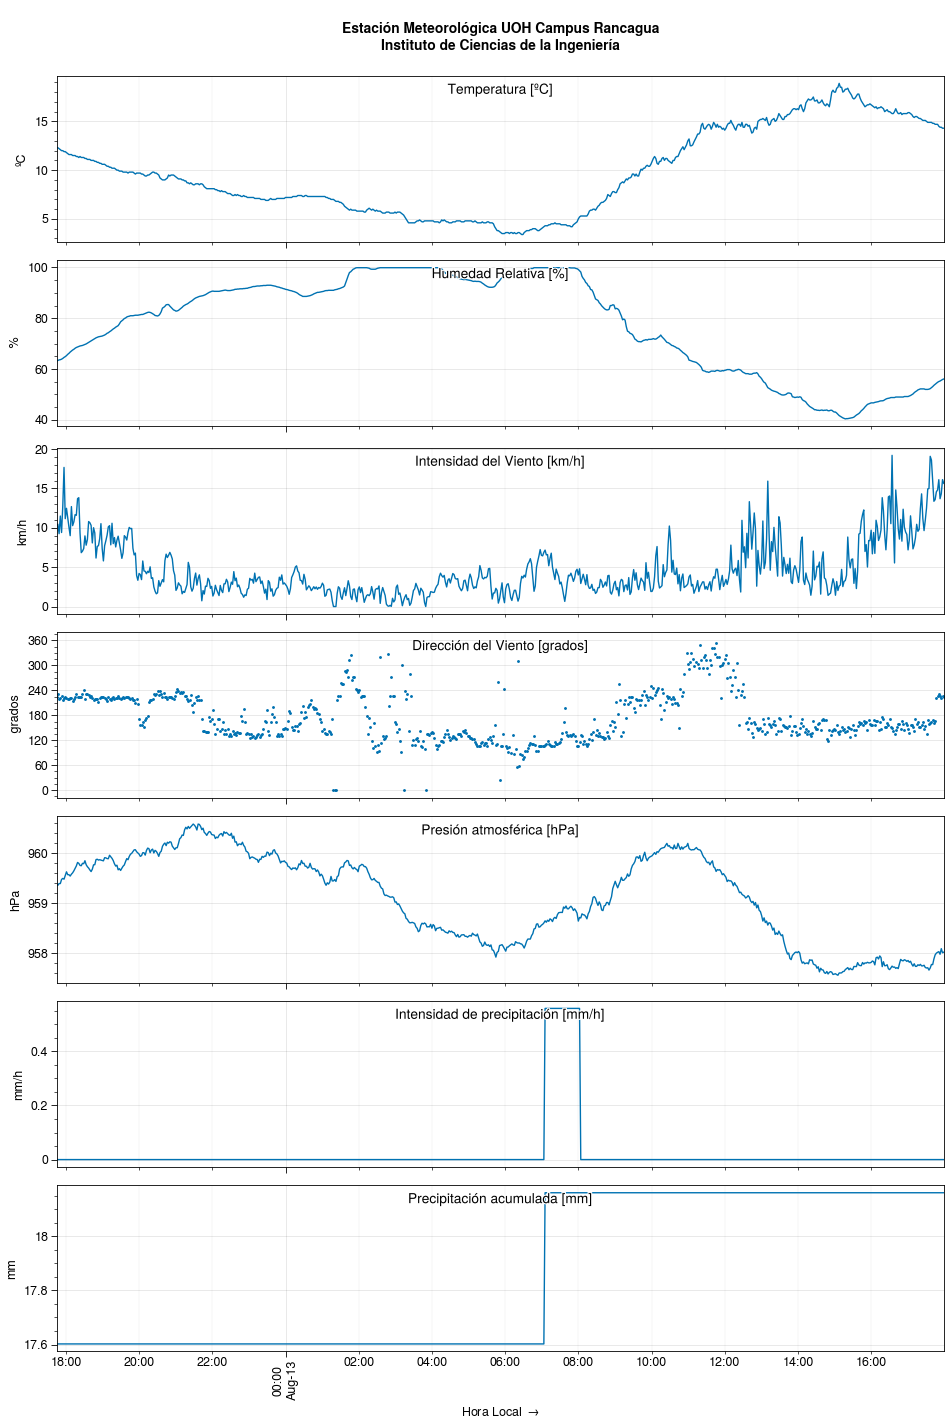 Estación Meteorológica UOH Campus Rancagua
Instituto de Ciencias de la Ingeniería
Temperatura [ºC]
ºC
15
10
5
Humedad Relativa [%]
%
100
80
60
40
Intensidad del Viento [km/h]
km/h
20
15
10
5
0
Dirección del Viento [grados]
grados
360
300
240
180
120
60
0
Presión atmosférica [hPa]
hPa
960
959
958
Intensidad de precipitación [mm/h]
mm/h
0.4
0.2
0
Precipitación acumulada [mm]
mm
18
17.8
17.6
18:00
20:00
22:00
00:00
Aug-13
02:00
04:00
06:00
08:00
10:00
12:00
14:00
16:00
Hora Local →